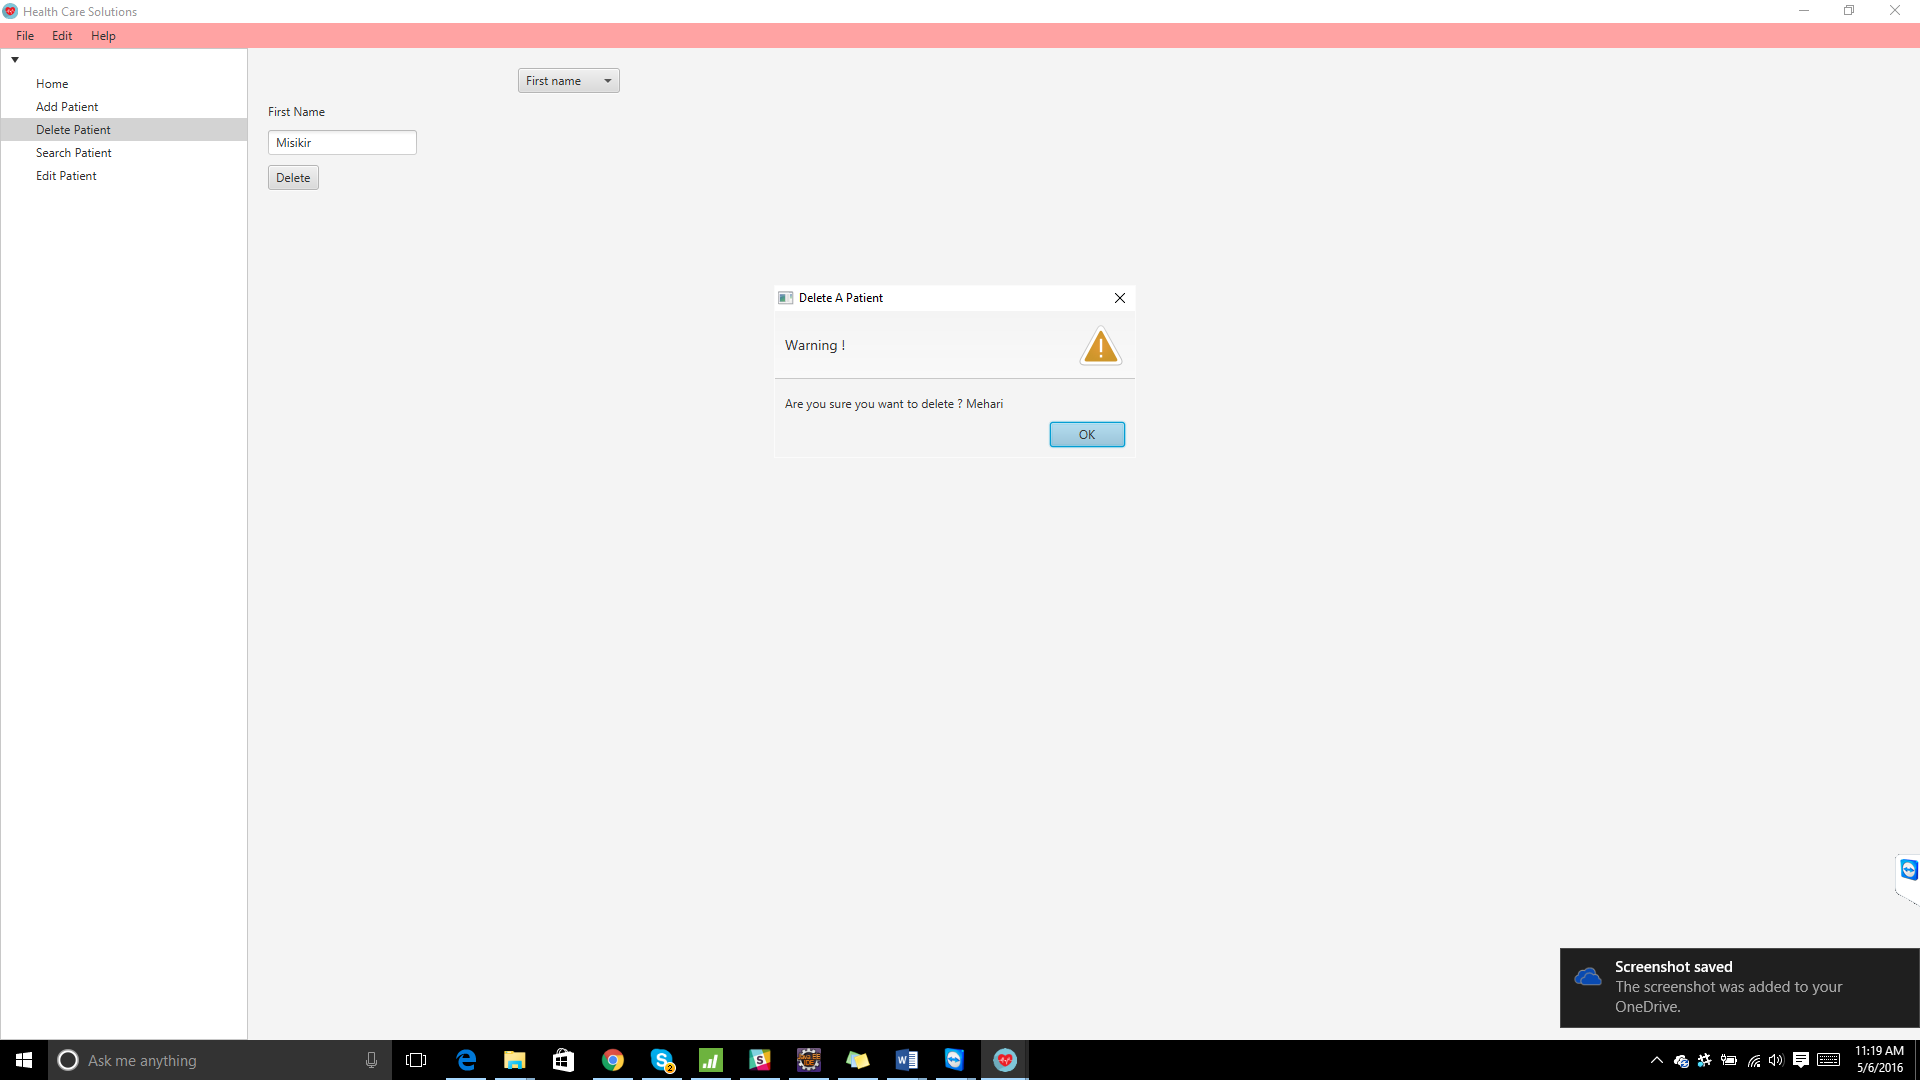 Health Care Solutions
File Edit Help
Home
Add Patient
Delete Patient
Search Patient
Edit Patient
First name
First Name
Misikir
Delete
Delete A Patient
Warning !
Are you sure you want to delete ? Mehari
OK
Screenshot saved
The screenshot was added to your
OneDrive.
Ask me anything
2
11:19 AM
5/6/2016